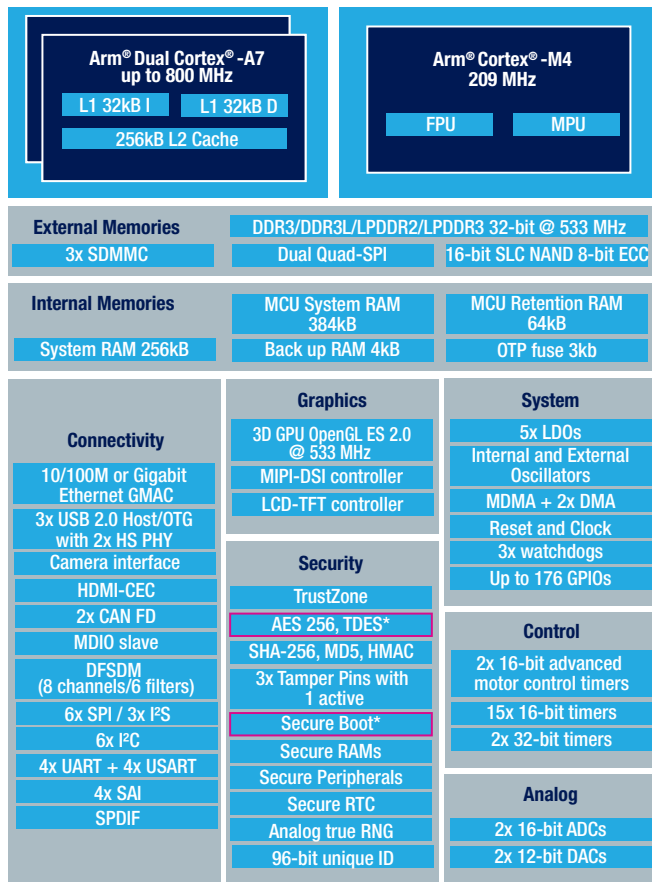 Arm® Dual Cortex® -A7
up to 800 MHz
L1 32kB I
L1 32kB D
256kB L2 Cache
Arm® Cortex® -M4
209 MHz
FPU
MPU
External Memories
DDR3/DDR3L/LPDDR2/LPDDR3 32-bit @ 533 MHz
3x SDMMC
Dual Quad-SPI
16-bit SLC NAND 8-bit ECC
Internal Memories
MCU System RAM
384kB
MCU Retention RAM
64kB
System RAM 256kB
Back up RAM 4kB
OTP fuse 3kb
Connectivity
10/100M or Gigabit
Ethernet GMAC
3x USB 2.0 Host/OTG
with 2x HS PHY
Camera interface
HDMI-CEC
2x CAN FD
MDIO slave
DFSDM
(8 channels/6 filters)
6x SPI / 3x I²S
6x I²C
4x UART + 4x USART
4x SAI
SPDIF
Graphics
3D GPU OpenGL ES 2.0
@ 533 MHz
MIPI-DSI controller
LCD-TFT controller
Security
TrustZone
AES 256, TDES*
SHA-256, MD5, HMAC
3x Tamper Pins with
1 active
Secure Boot*
Secure RAMs
Secure Peripherals
Secure RTC
Analog true RNG
96-bit unique ID
System
5x LDOs
Internal and External
Oscillators
MDMA + 2x DMA
Reset and Clock
3x watchdogs
Up to 176 GPIOs
Control
2x 16-bit advanced
motor control timers
15x 16-bit timers
2x 32-bit timers
Analog
2x 16-bit ADCs
2x 12-bit DACs